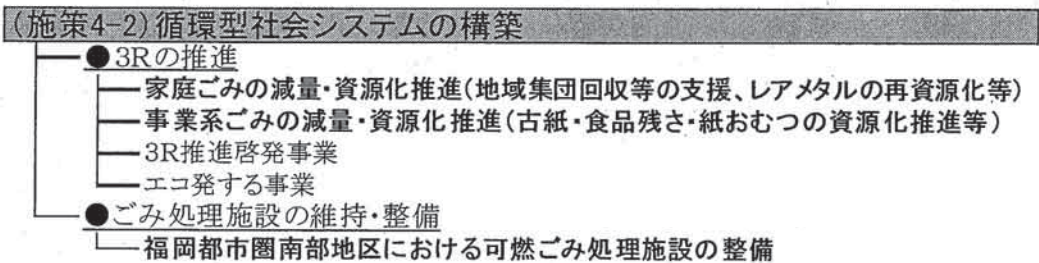 (施策4-2)循環型社会システムの構築
●3Rの推進
家庭ごみの減量・資源化推進(地域集団回収等の支援、レアメタルの再資源化等)
事業系ごみの減量・資源化推進(古紙・食品残さ・紙おむつの資源化推進等)
3R推進啓発事業
エコ発する事業
●ごみ処理施設の維持・整備
福岡都市圏南部地区における可燃ごみ処理施設の整備